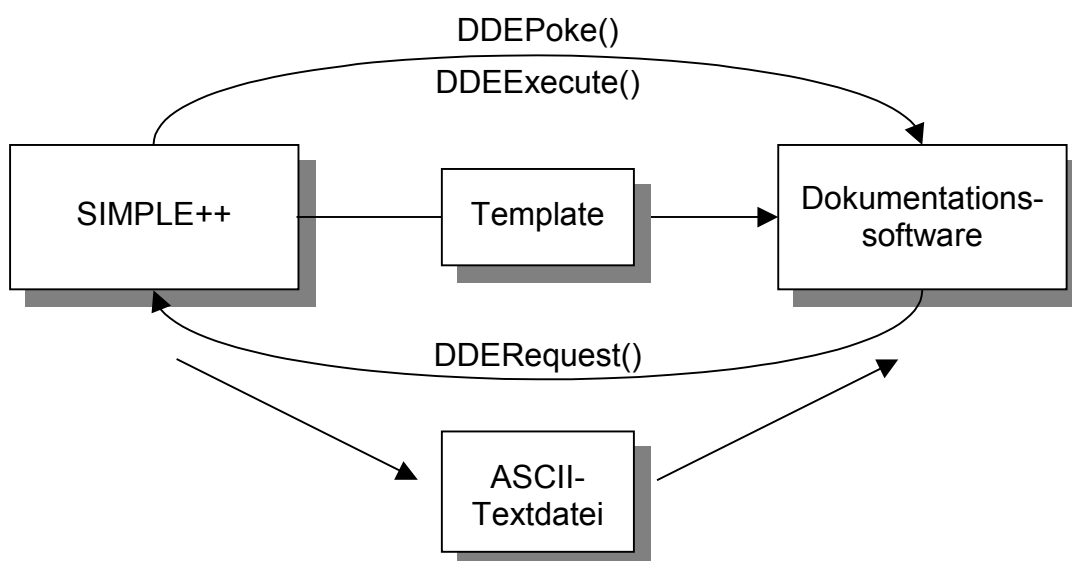 DDEPoke()
DDEExecute()
SIMPLE++
Template
Dokumentations-
software
DDERequest()
ASCII-
Textdatei